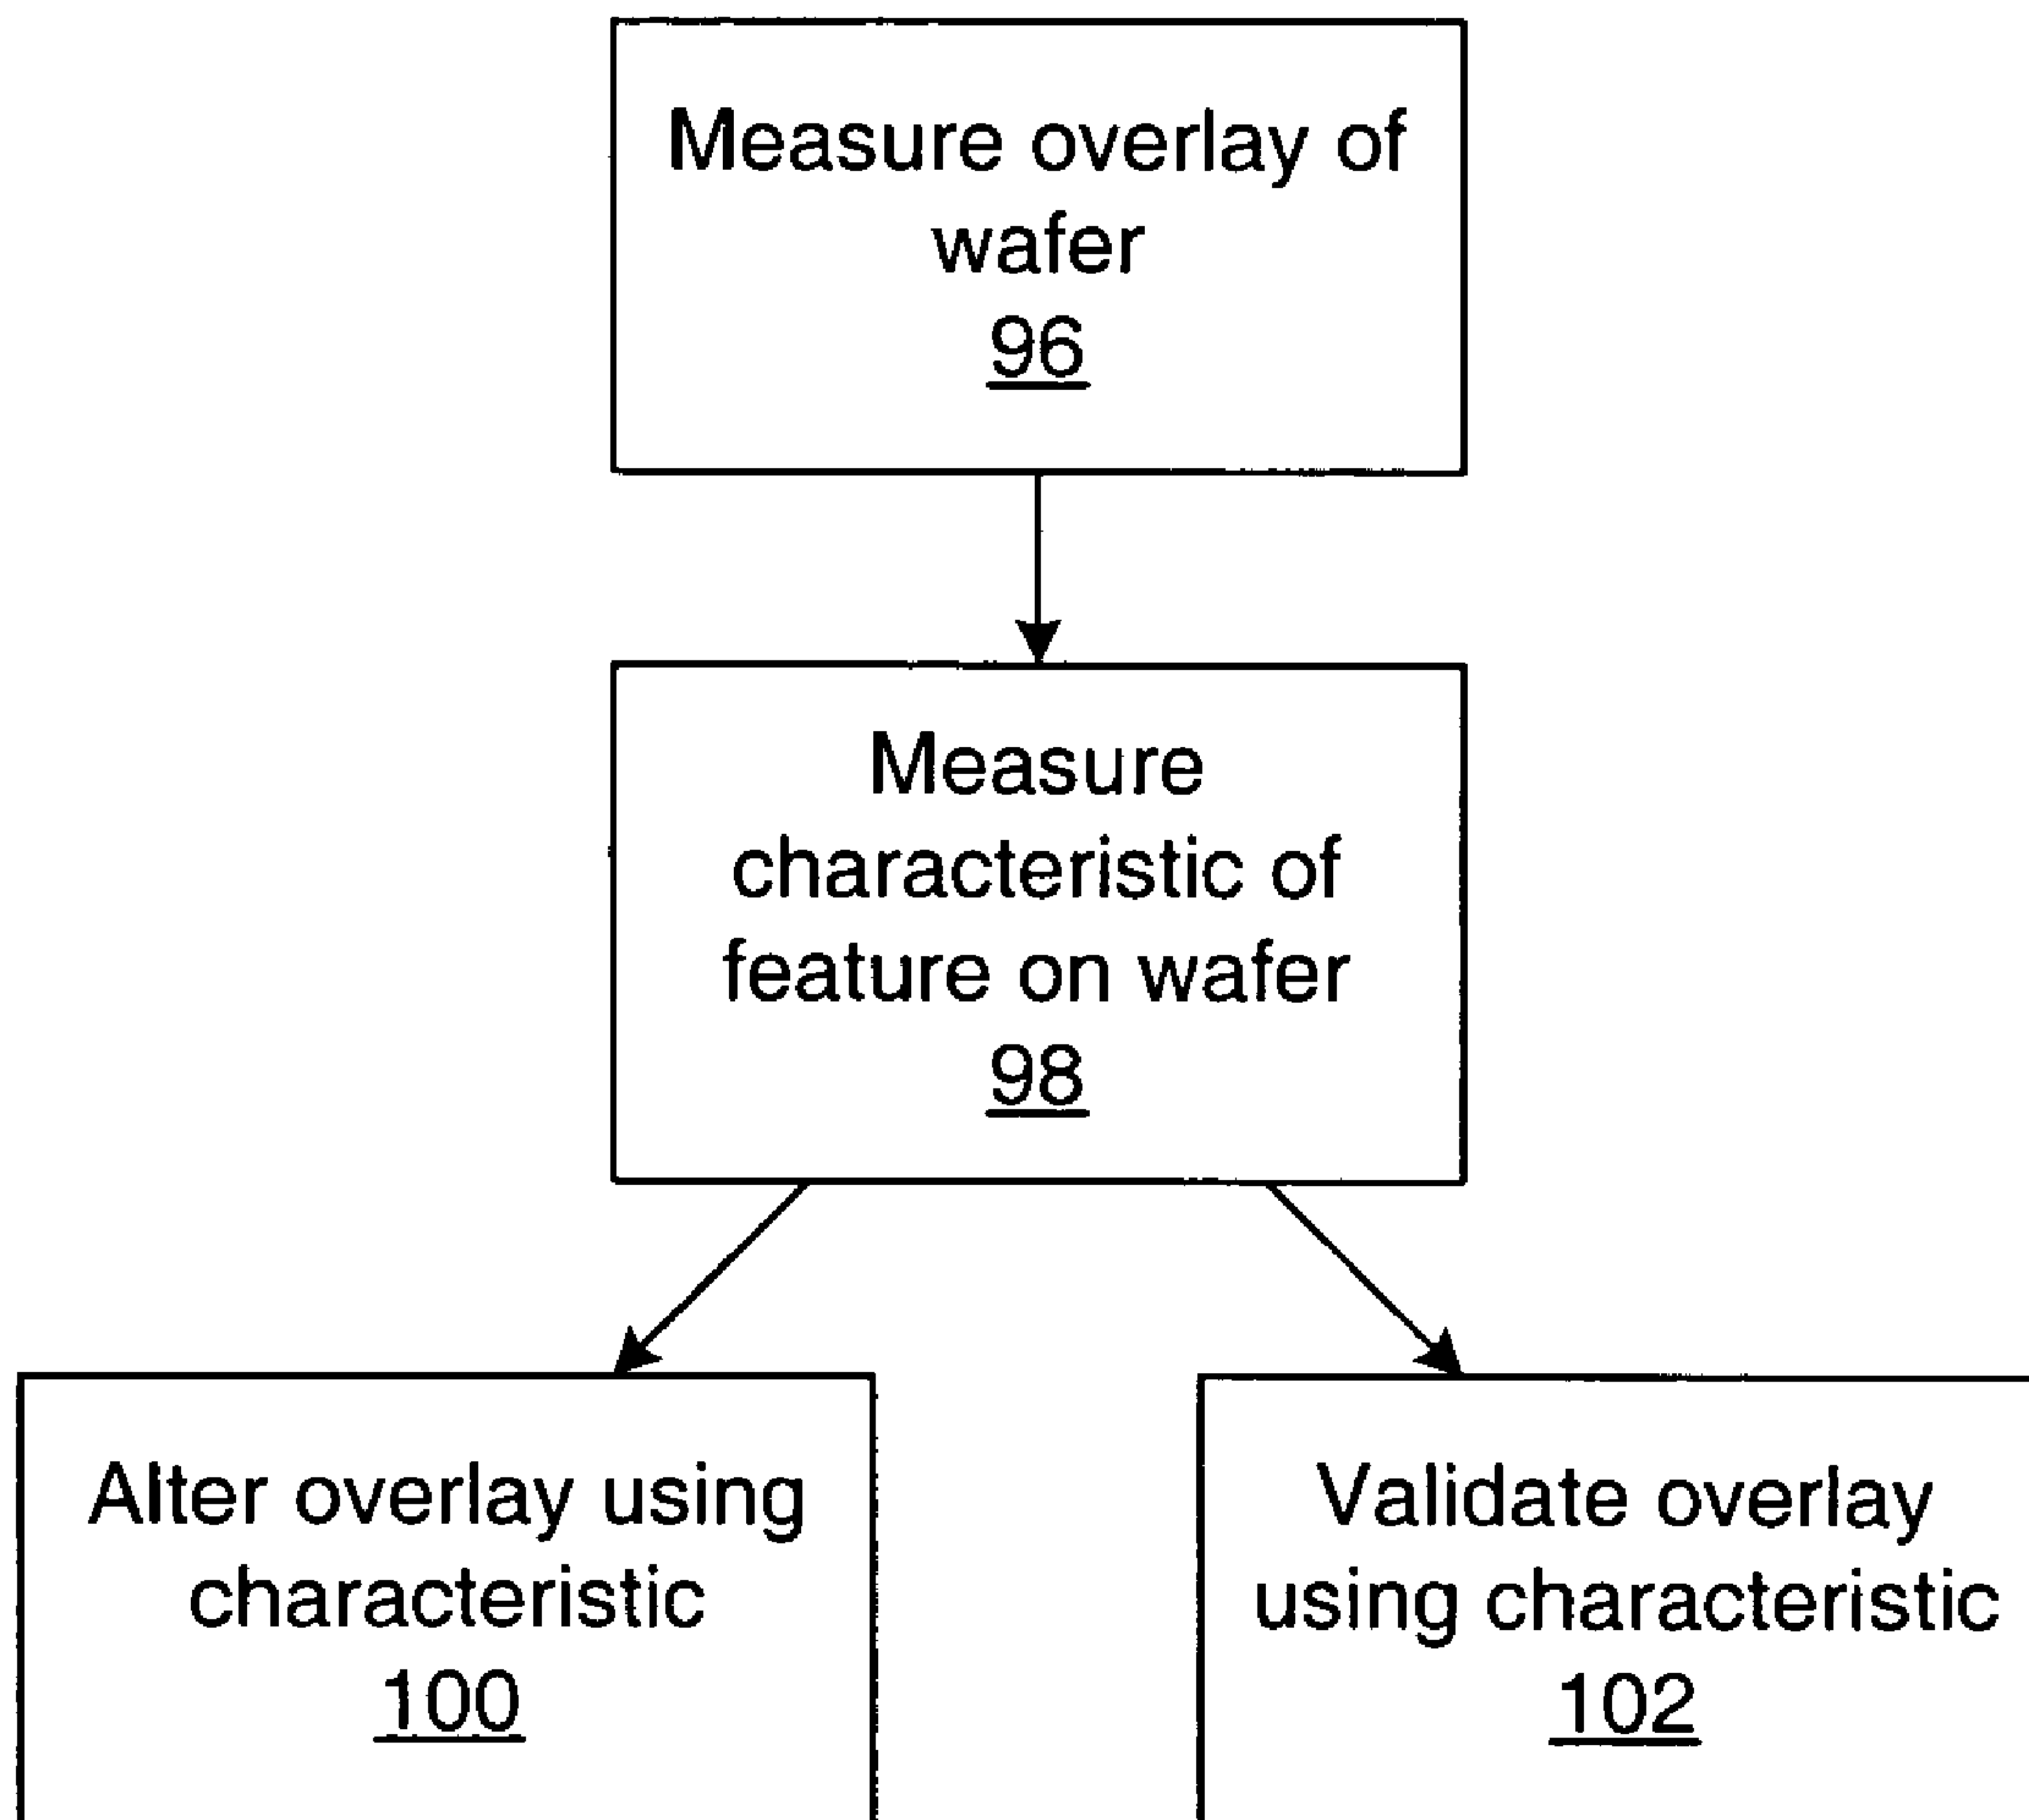 Measure overlay of
wafer
96
Measure
characteristic of
feature on wafer
98
Alter overlay using
characteristic
100
Validate overlay
using characteristic
102